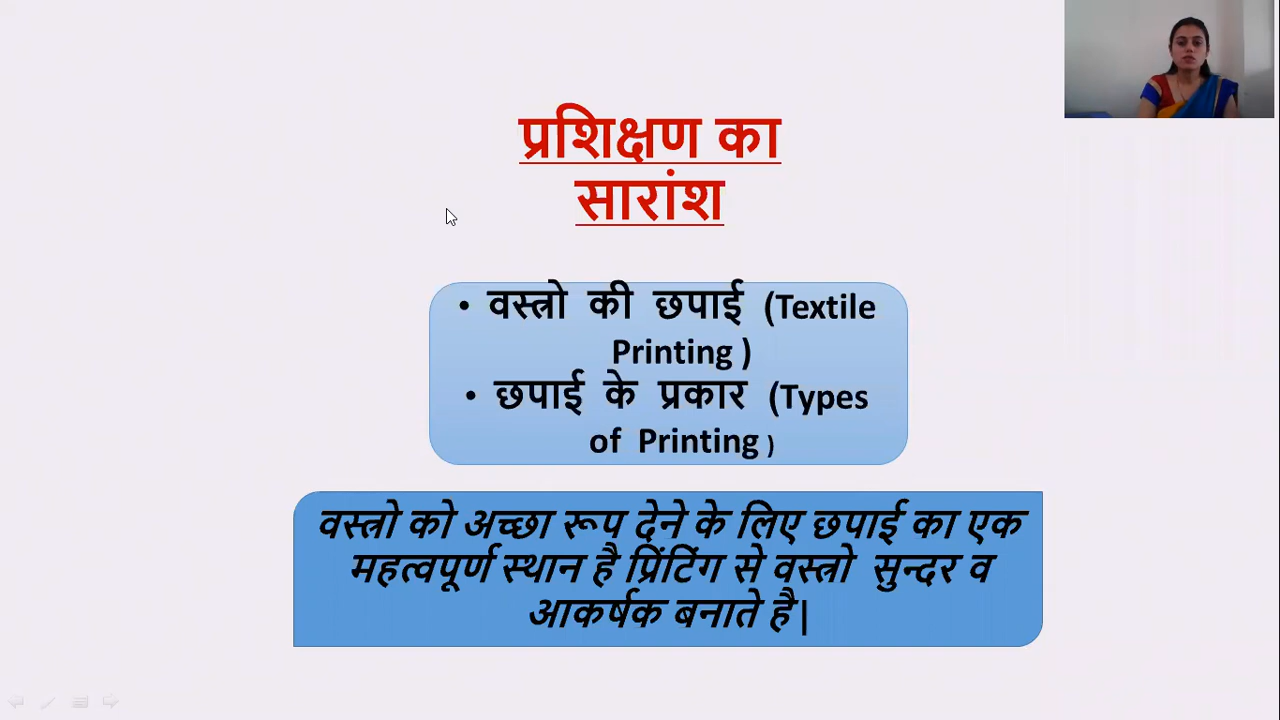 प्रशिक्षण का
सारांश
• वस्त्रो की छपाई (Textile
Printing )
• छपाई के प्रकार (Types
of Printing )
वस्त्रो को अच्छा रूप देने के लिए छपाई का एक
महत्वपूर्ण स्थान है प्रिंटिंग से वस्त्रो सुन्दर व
आकर्षक बनाते है|